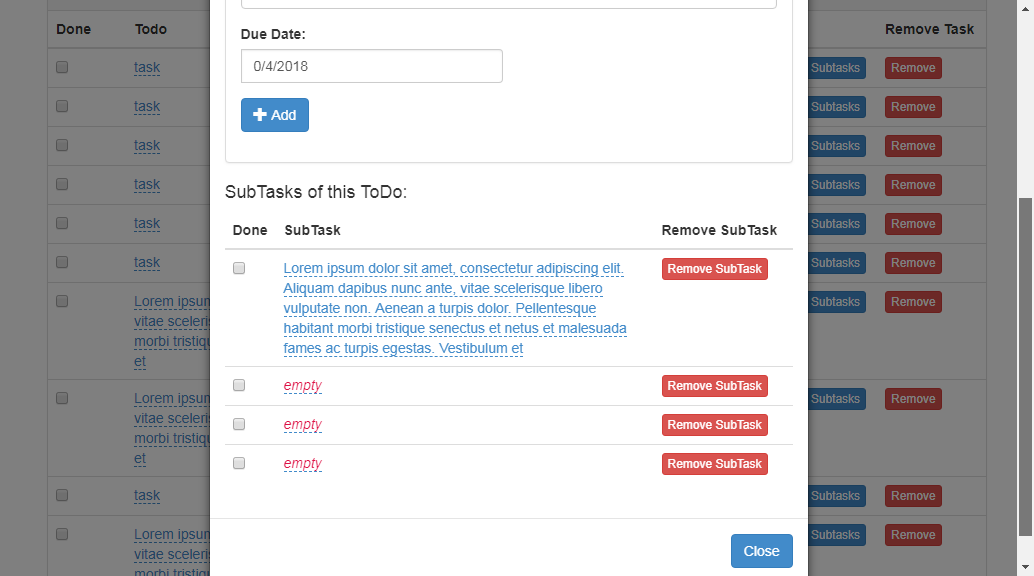 Done Todo Remove Task
Due Date:
task Subtasks Remove
0/4/2018
task Subtasks Remove
+ Add
task Subtasks Remove
task Subtasks Remove
SubTasks of this ToDo:
task Subtasks Remove
Done SubTask Remove SubTask
task Subtasks Remove
Lorem ipsum dolor sit amet, consectetur adipiscing elit. Remove SubTask
Aliquam dapibus nunc ante, vitae scelerisque libero
vulputate non. Aenean a turpis dolor. Pellentesque
habitant morbi tristique senectus et netus et malesuada
fames ac turpis egestas. Vestibulum et
Lorem ipsum Subtasks Remove
vitae sceleri
morbi tristiqu
et
empty Remove SubTask
Lorem ipsum Subtasks Remove
vitae sceleri
morbi tristiqu
et
empty Remove SubTask
empty Remove SubTask
task Subtasks Remove
Lorem ipsum Subtasks Remove
vitae sceleri
morbi tristiqu
Close